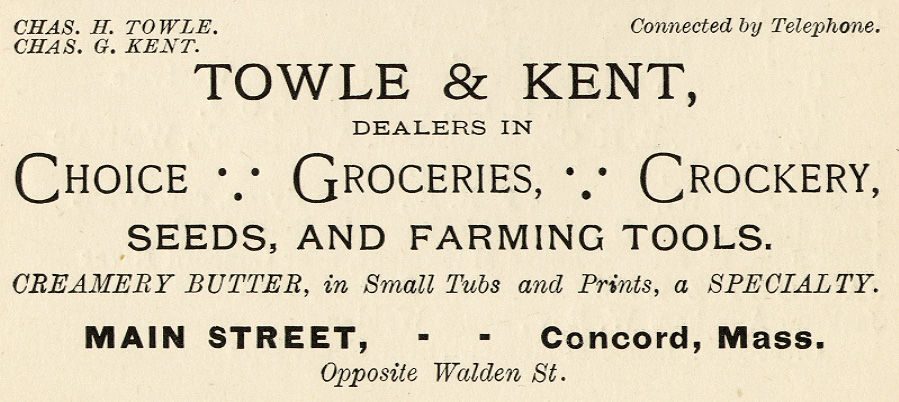 CHAS. H. TOWLE.
CHAS. G. KENT.
Connected by Telephone.
TOWLE & KENT,
DEALERS IN
CHOICE ∵ GROCERIES, ∵ CROCKERY,
SEEDS, AND FARMING TOOLS.
CREAMERY BUTTER, in Small Tubs and Prints, a SPECIALTY.
MAIN STREET, - - Concord, Mass.
Opposite Walden St.